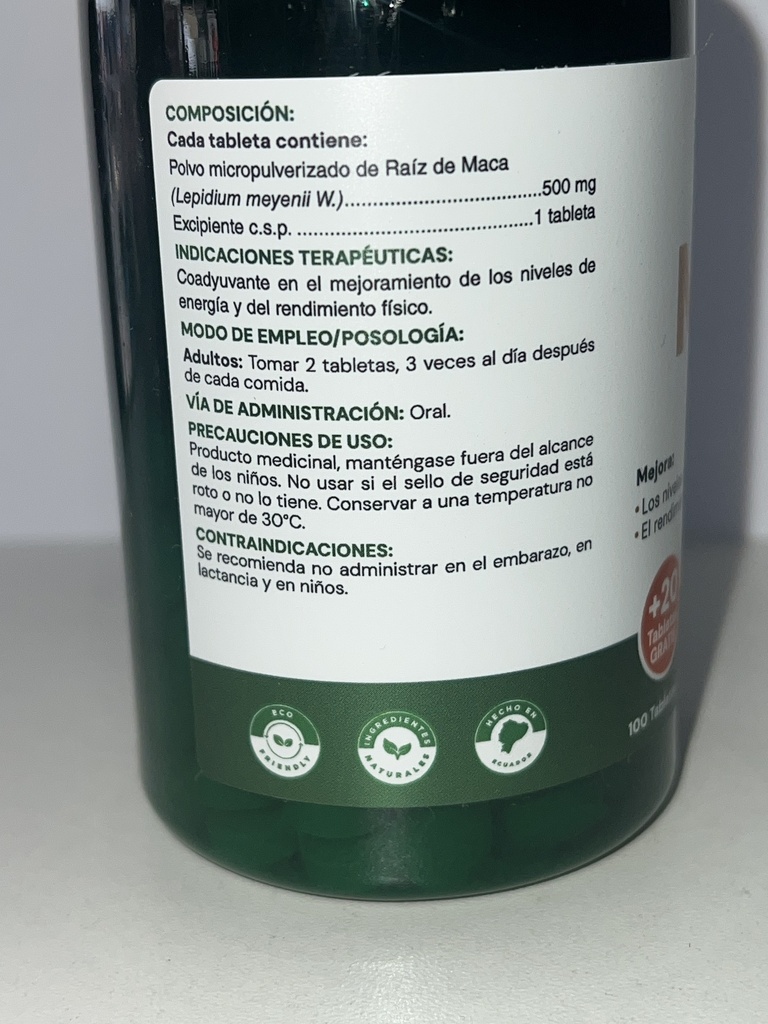 COMPOSICIÓN:
Cada tableta contiene:
Polvo micropulverizado de Raíz de Maca
(Lepidium meyenii W.)................................500 mg
Excipiente c.s.p. ......................................1 tableta
INDICACIONES TERAPÉUTICAS:
Coadyuvante en el mejoramiento de los niveles de
energía y del rendimiento físico.
MODO DE EMPLEO/POSOLOGÍA:
Adultos: Tomar 2 tabletas, 3 veces al día después
de cada comida.
VÍA DE ADMINISTRACIÓN: Oral.
PRECAUCIONES DE USO:
Producto medicinal, manténgase fuera del alcance
de los niños. No usar si el sello de seguridad está
roto o no lo tiene. Conservar a una temperatura no
mayor de 30°C.
CONTRAINDICACIONES:
Se recomienda no administrar en el embarazo, en
lactancia y en niños.
ECO
FRIENDLY
INGREDIENTES
NATURALES
HECHO EN
ECUADOR
Mejora:
• Los
• El
+20
100